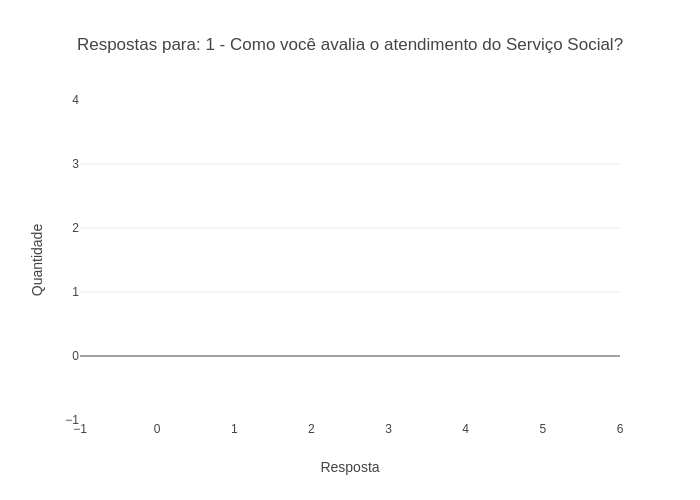 Respostas para: 1 - Como você avalia o atendimento do Serviço Social?
4
3
2
1
0
−1
Quantidade
−1 0 1 2 3 4 5 6
Resposta